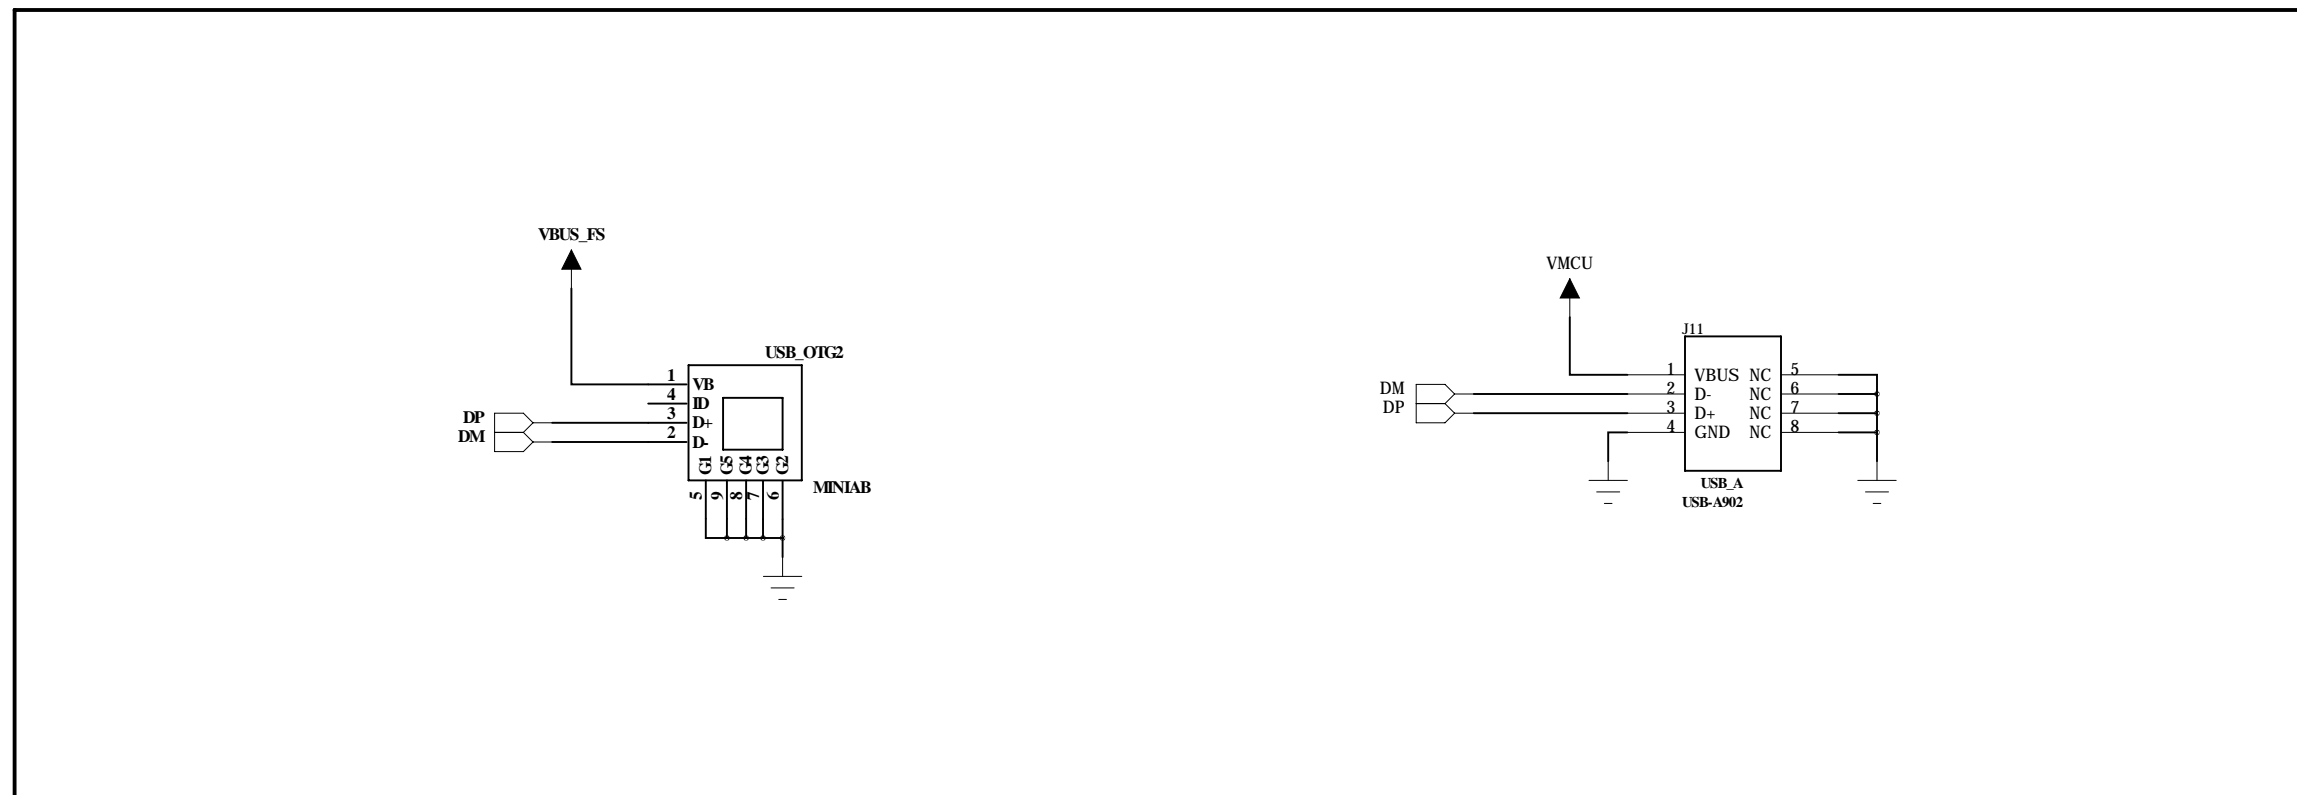 VBUS_FS
USB_OTG2
1 VB
4 ID
DP 3 D+
DM 2 D-
G1 G5 G4 G3 G2
5 9 8 7 6
MINIAB
VMCU
J11
1 VBUS NC 5
DM 2 D- NC 6
DP 3 D+ NC 7
4 GND NC 8
USB_A
USB-A902